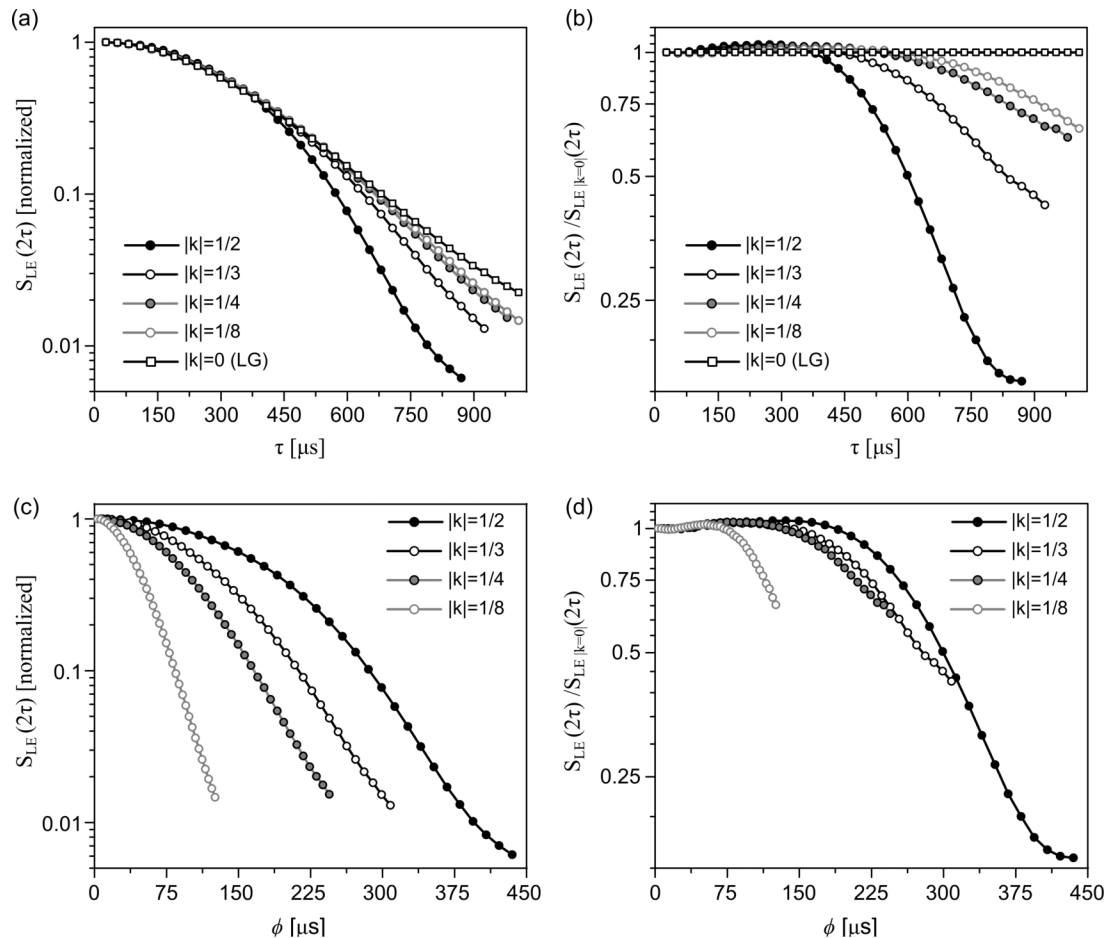 (a)
S_LE (2τ) [normalized]
1
0.1
0.01
|k|=1/2
|k|=1/3
|k|=1/4
|k|=1/8
|k|=0 (LG)
0 150 300 450 600 750 900
τ [μs]
(b)
S_LE (2τ) /S_LE |k=0| (2τ)
1
0.75
0.5
0.25
|k|=1/2
|k|=1/3
|k|=1/4
|k|=1/8
|k|=0 (LG)
0 150 300 450 600 750 900
τ [μs]
(c)
S_LE (2τ) [normalized]
1
0.1
0.01
|k|=1/2
|k|=1/3
|k|=1/4
|k|=1/8
0 75 150 225 300 375 450
ϕ [μs]
(d)
S_LE (2τ) /S_LE |k=0| (2τ)
1
0.75
0.5
0.25
|k|=1/2
|k|=1/3
|k|=1/4
|k|=1/8
0 75 150 225 300 375 450
ϕ [μs]